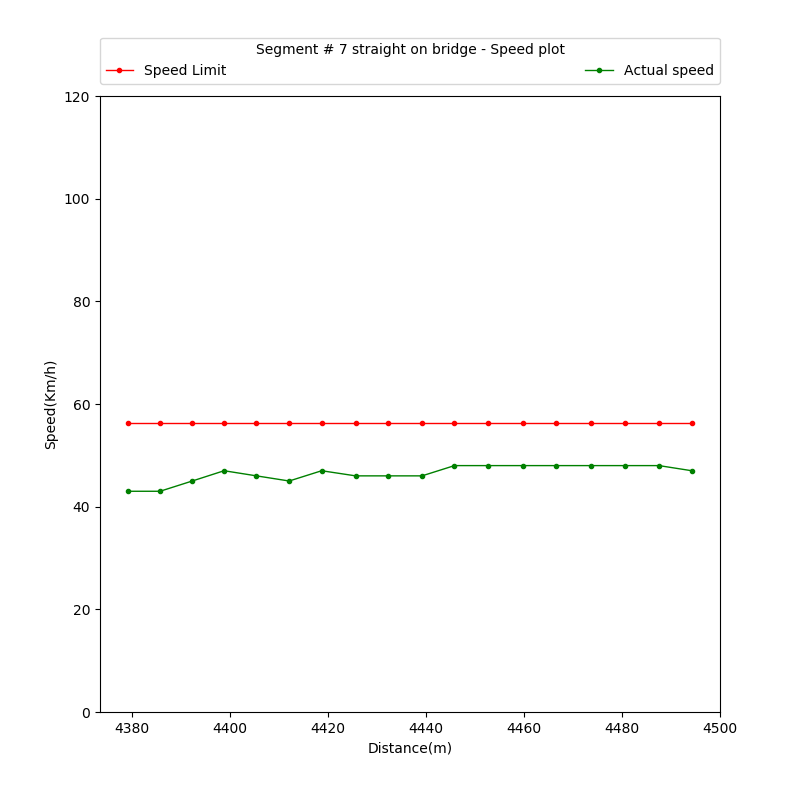 Segment # 7 straight on bridge - Speed plot
Speed Limit
Actual speed
120
100
80
60
40
20
0
Speed(Km/h)
4380 4400 4420 4440 4460 4480 4500
Distance(m)